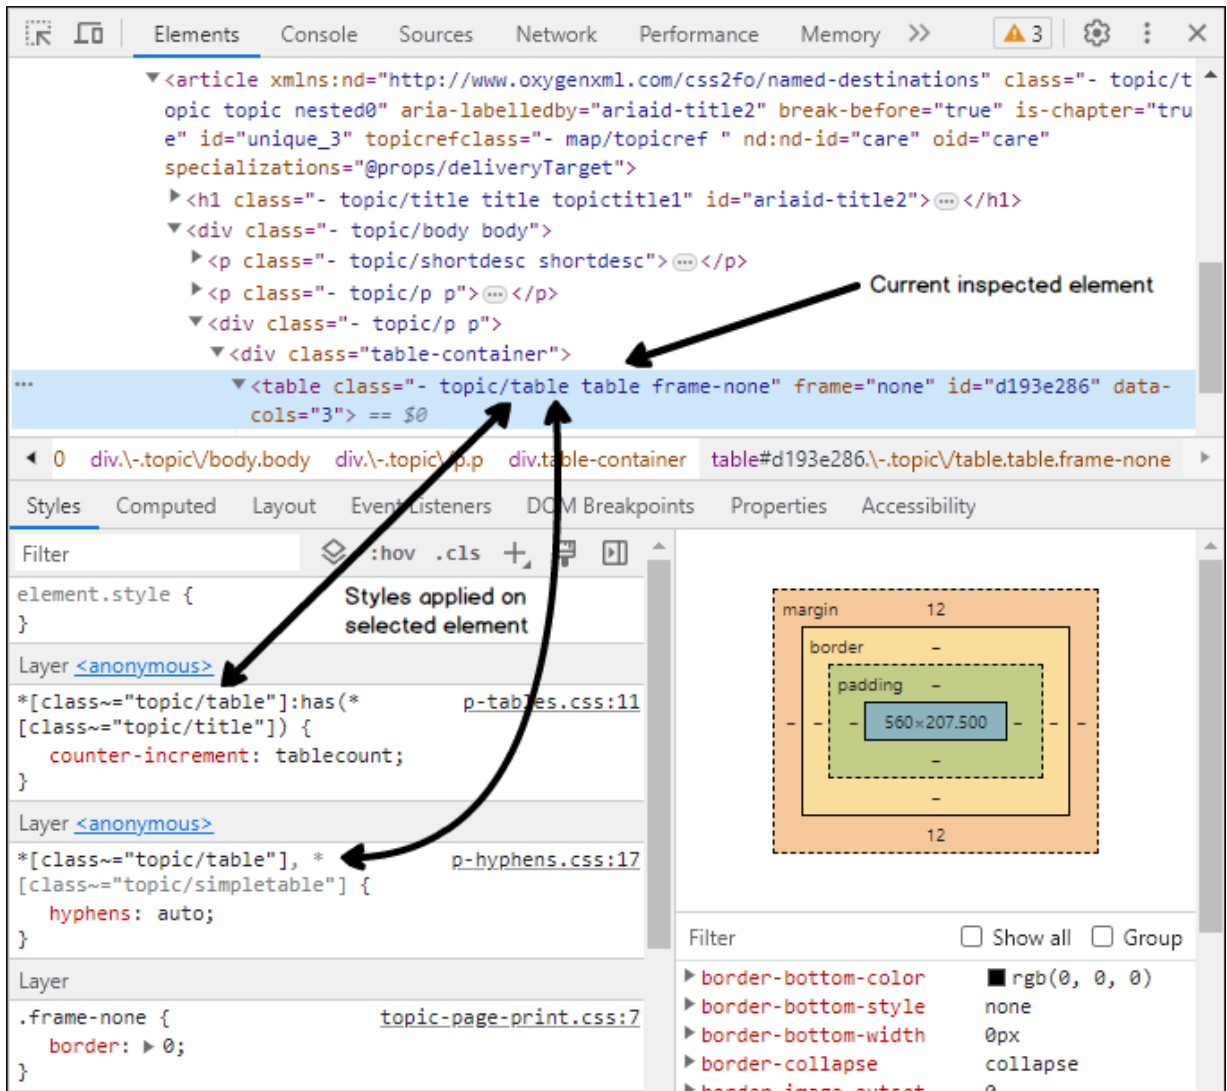 Elements Console Sources Network Performance Memory 3
<article xmlns:nd="http://www.oxygenxml.com/css2fo/named-destinations" class="- topic/t
opic topic nested0" aria-labelledby="ariaid-title2" break-before="true" is-chapter="tru
e" id="unique_3" topicrefclass="- map/topicref " nd:nd-id="care" oid="care"
specializations="@props/deliveryTarget">
<h1 class="- topic/title title topictitle1" id="ariaid-title2">…</h1>
<div class="- topic/body body">
<p class="- topic/shortdesc shortdesc">…</p>
<p class="- topic/p p">…</p>
Current inspected element
<div class="- topic/p p">
<div class="table-container">
… <table class="- topic/table table frame-none" frame="none" id="d193e286" data-
cols="3"> == $0
0 div.\-.topic\/body.body div.\-.topic\/p.p div.table-container table#d193e286.\-.topic\/table.table.frame-none
Styles Computed Layout Event Listeners DOM Breakpoints Properties Accessibility
Filter :hov .cls
element.style {
}
Styles applied on
selected element
Layer <anonymous>
*[class~="topic/table"]:has(* p-tables.css:11
[class~="topic/title"]) {
counter-increment: tablecount;
}
Layer <anonymous>
*[class~="topic/table"], * p-hyphens.css:17
[class~="topic/simpletable"] {
hyphens: auto;
}
Layer
.frame-none { topic-page-print.css:7
border: 0;
}
margin 12
border –
padding –
– – – 560×207.500 – – –
–
–
12
Filter Show all Group
border-bottom-color rgb(0, 0, 0)
border-bottom-style none
border-bottom-width 0px
border-collapse collapse